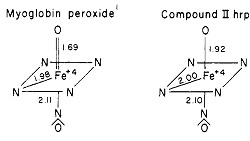 Myoglobin peroxide Compound II hrp
O O
1.69 1.92
N N N N
1.98 Fe+4 2.00 Fe+4
N N N N
2.11 2.10
N N
O O